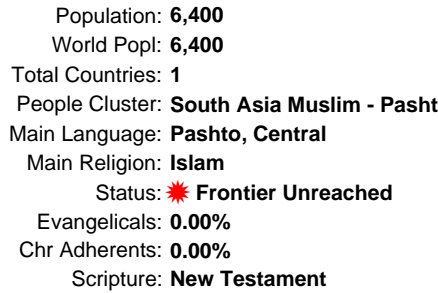 Population: 6,400
World Popl: 6,400
Total Countries: 1
People Cluster: South Asia Muslim - Pasht
Main Language: Pashto, Central
Main Religion: Islam
Status: Frontier Unreached
Evangelicals: 0.00%
Chr Adherents: 0.00%
Scripture: New Testament